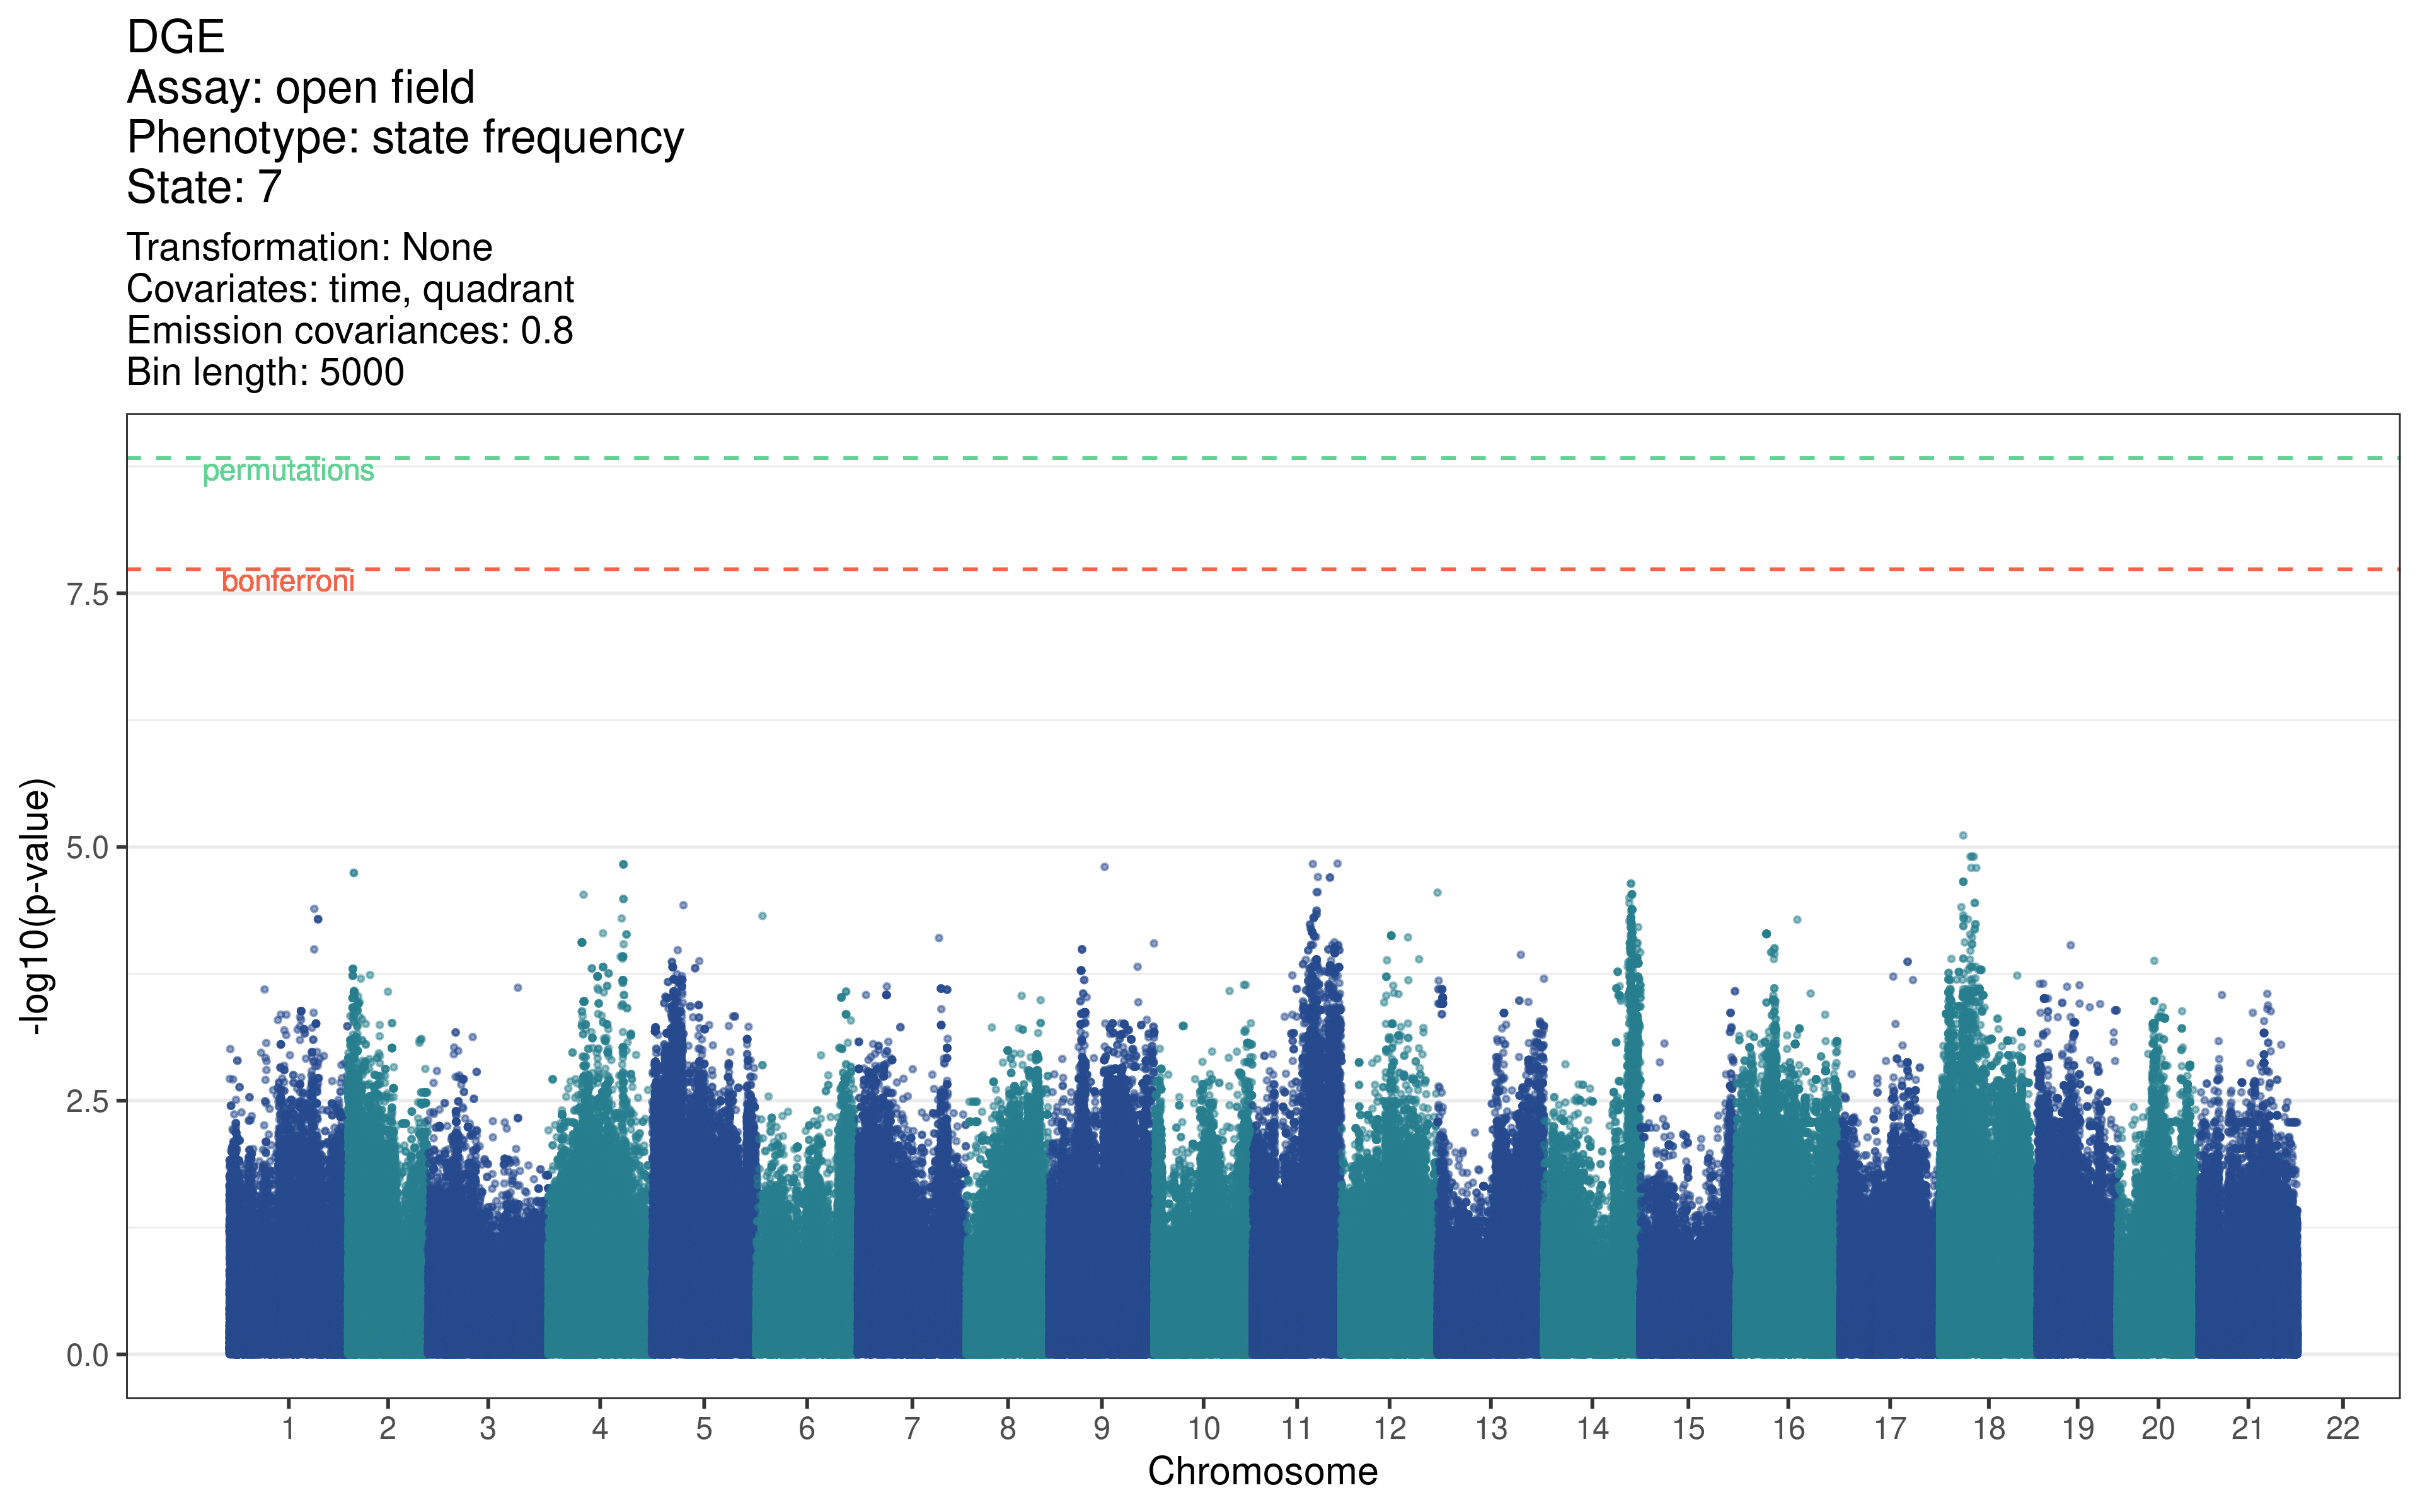 DGE
Assay: open field
Phenotype: state frequency
State: 7
Transformation: None
Covariates: time, quadrant
Emission covariances: 0.8
Bin length: 5000
permutations
bonferroni
7.5
5.0
2.5
0.0
-log10(p-value)
1 2 3 4 5 6 7 8 9 10 11 12 13 14 15 16 17 18 19 20 21 22
Chromosome